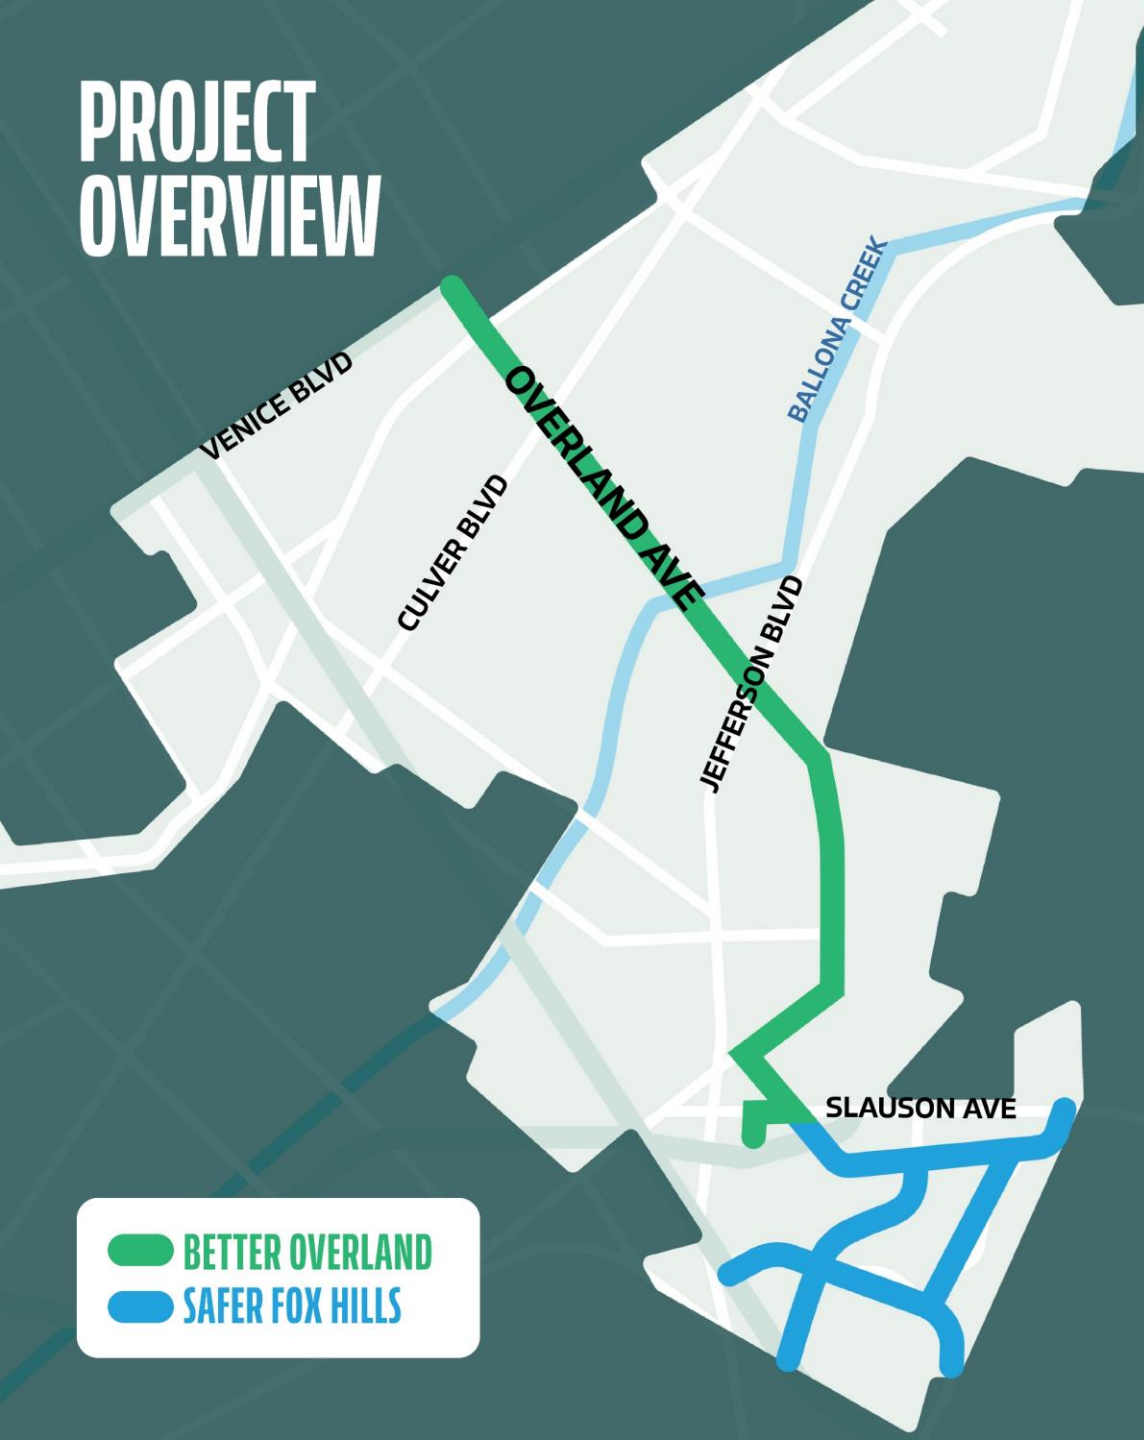 PROJECT
OVERVIEW
VENICE BLVD
OVERLAND AVE
BALLONA CREEK
CULVER BLVD
JEFFERSON BLVD
SLAUSON AVE
BETTER OVERLAND
SAFER FOX HILLS